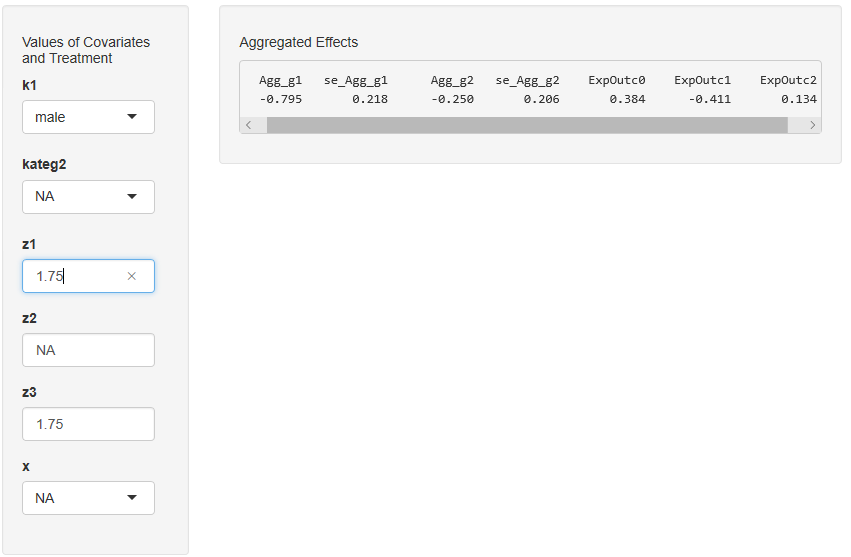 Values of Covariates
and Treatment
k1
male
kateg2
NA
z1
1.75
z2
NA
z3
1.75
x
NA
Aggregated Effects
Agg_g1 se_Agg_g1 Agg_g2 se_Agg_g2 ExpOutc0 ExpOutc1 ExpOutc2
-0.795 0.218 -0.250 0.206 0.384 -0.411 0.134